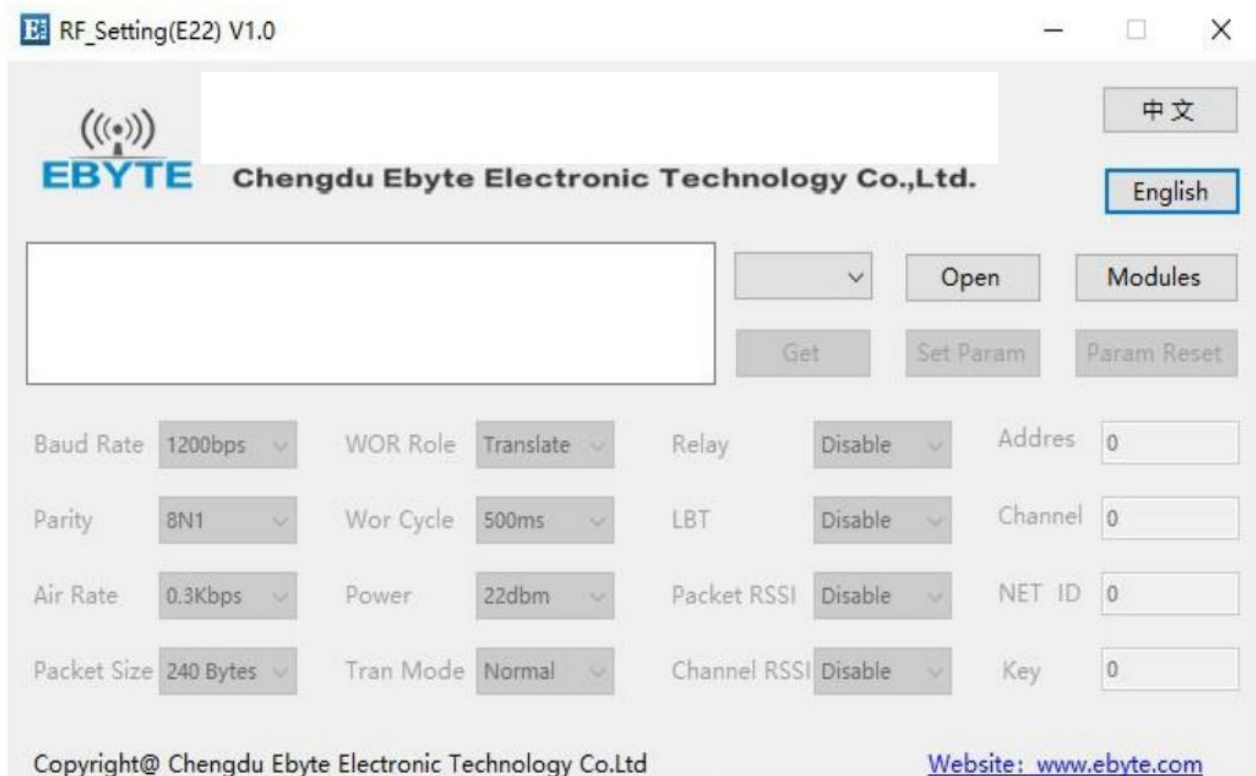 RF_Setting(E22) V1.0
中文
EBYTE
Chengdu Ebyte Electronic Technology Co.,Ltd.
English
Open Modules
Get Set Param Param Reset
Baud Rate 1200bps WOR Role Translate Relay Disable Addres 0
Parity 8N1 Wor Cycle 500ms LBT Disable Channel 0
Air Rate 0.3Kbps Power 22dbm Packet RSSI Disable NET ID 0
Packet Size 240 Bytes Tran Mode Normal Channel RSSI Disable Key 0
Copyright@ Chengdu Ebyte Electronic Technology Co.Ltd Website: www.ebyte.com